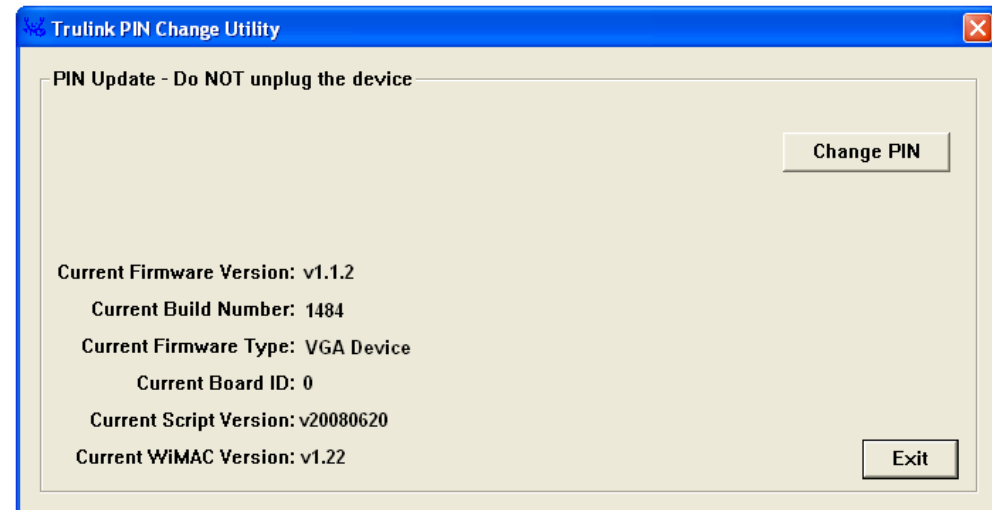 Trulink PIN Change Utility
PIN Update - Do NOT unplug the device
Change PIN
Current Firmware Version: v1.1.2
Current Build Number: 1484
Current Firmware Type: VGA Device
Current Board ID: 0
Current Script Version: v20080620
Current WiMAC Version: v1.22
Exit